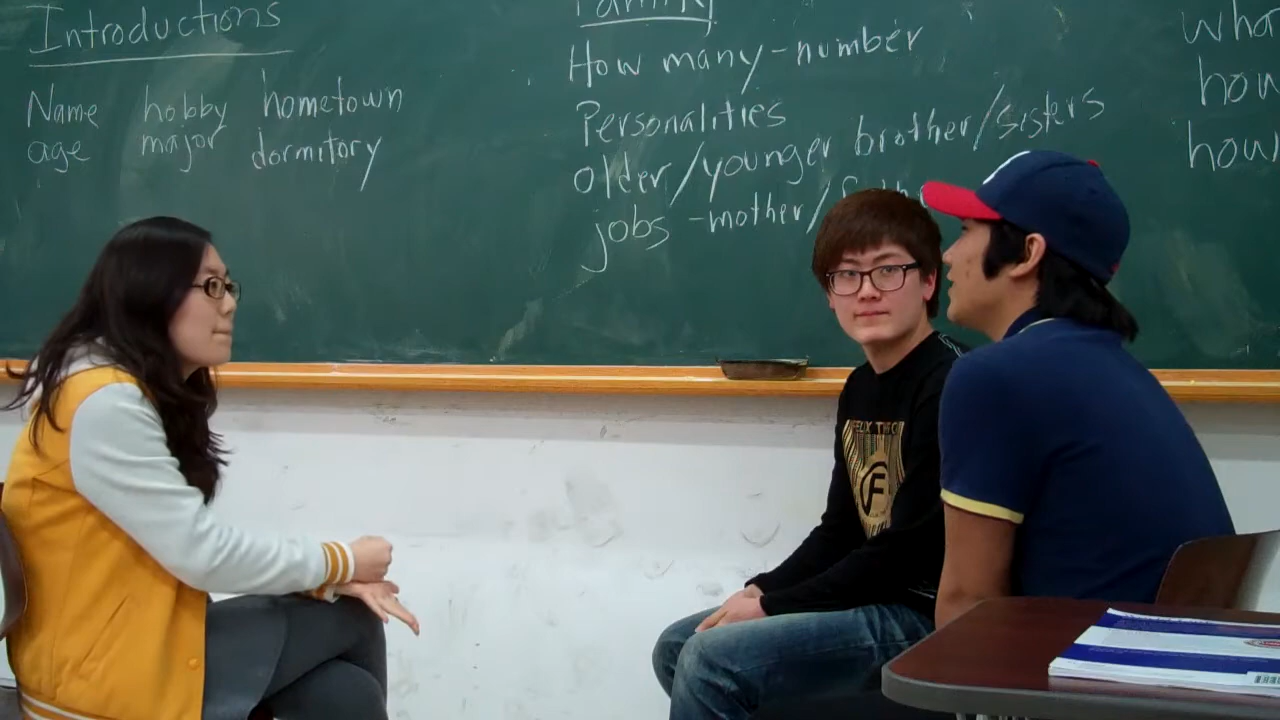 Introductions
Name hobby hometown
age major dormitory
Family
How many - number
Personalities
older/younger brother/sisters
jobs - mother/
how
how
F